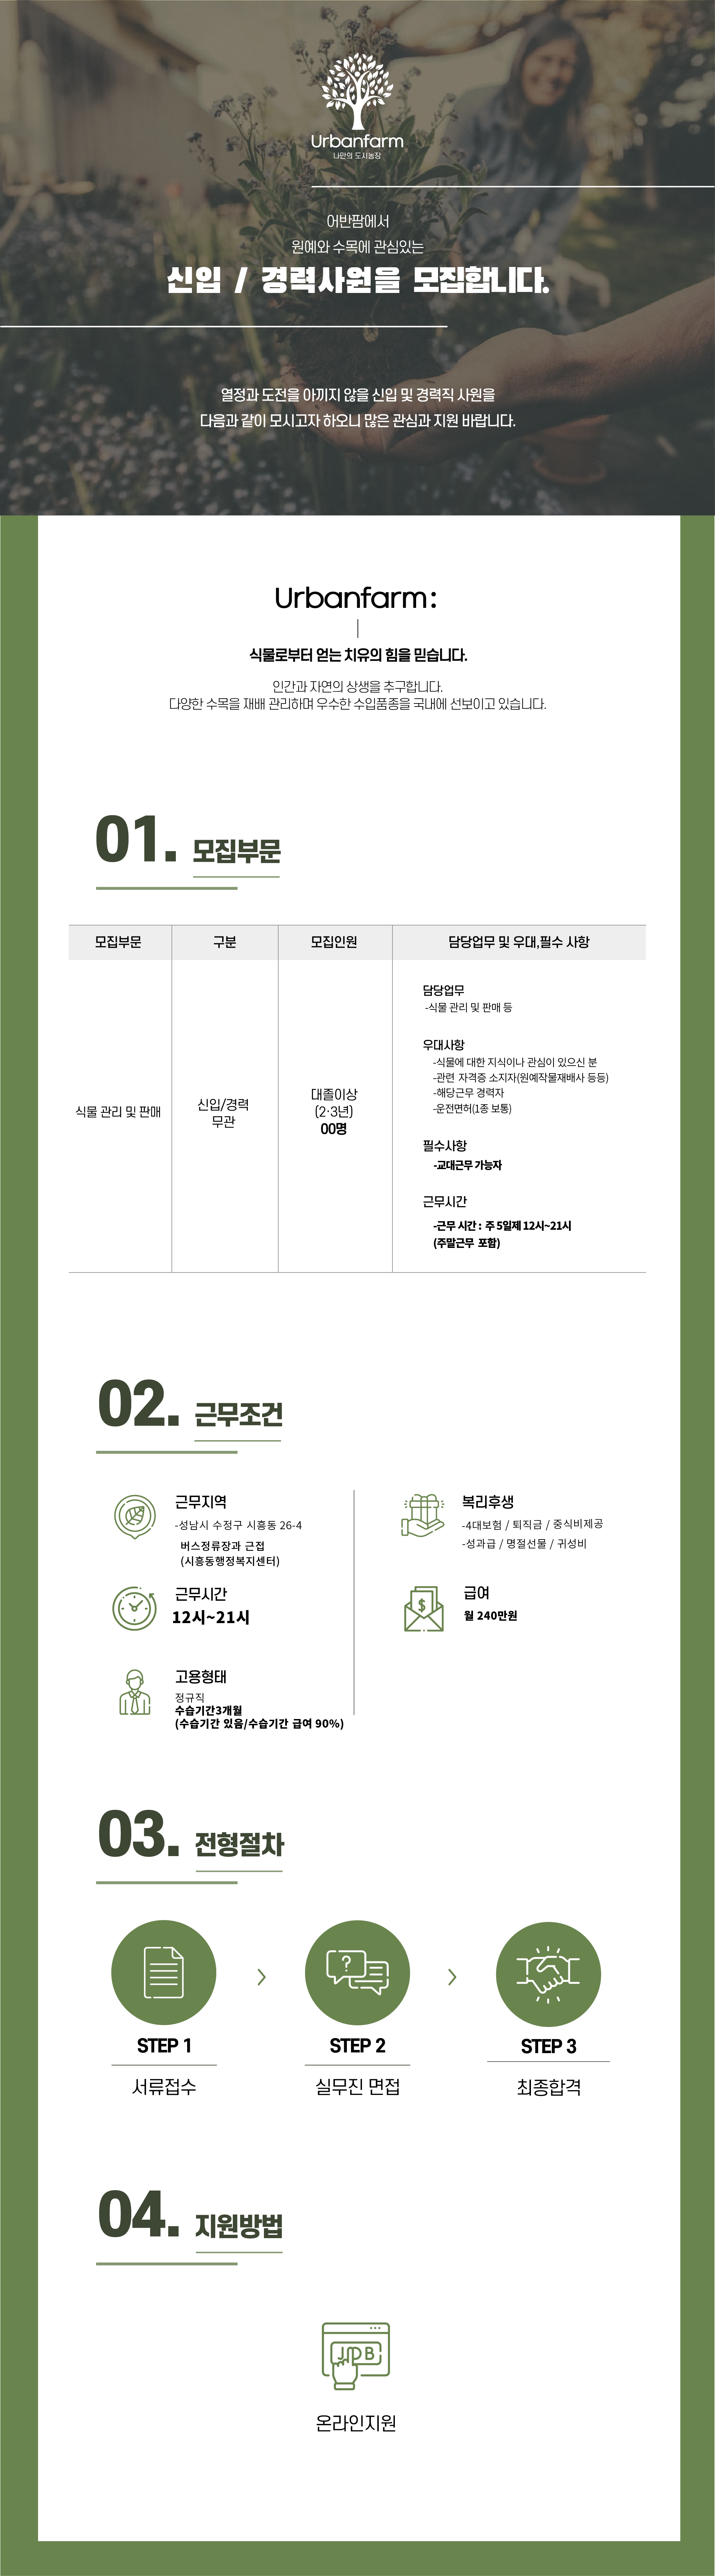 Urbanfarm
나만의 도시농장
어반팜에서
원예와 수목에 관심있는
신입 / 경력사원을 모집합니다.
열정과 도전을 아끼지 않을 신입 및 경력직 사원을
다음과 같이 모시고자 하오니 많은 관심과 지원 바랍니다.
Urbanfarm:
식물로부터 얻는 치유의 힘을 믿습니다.
인간과 자연의 상생을 추구합니다.
다양한 수목을 재배 관리하며 우수한 수입품종을 국내에 선보이고 있습니다.
01. 모집부문
모집부문 구분 모집인원 담당업무 및 우대,필수 사항
식물 관리 및 판매
신입/경력
무관
대졸이상
(2·3년)
00명
담당업무
-식물 관리 및 판매 등
우대사항
-식물에 대한 지식이나 관심이 있으신 분
-관련 자격증 소지자(원예작물재배사 등등)
-해당근무 경력자
-운전면허(1종 보통)
필수사항
-교대근무 가능자
근무시간
-근무 시간 : 주 5일제 12시~21시
(주말근무 포함)
02. 근무조건
근무지역
-성남시 수정구 시흥동 26-4
버스정류장과 근접
(시흥동행정복지센터)
근무시간
12시~21시
고용형태
정규직
수습기간3개월
(수습기간 있음/수습기간 급여 90%)
복리후생
-4대보험 / 퇴직금 / 중식비제공
-성과급 / 명절선물 / 귀성비
급여
월 240만원
$
03. 전형절차
?
STEP 1
서류접수
STEP 2
실무진 면접
STEP 3
최종합격
04. 지원방법
JOB
온라인지원